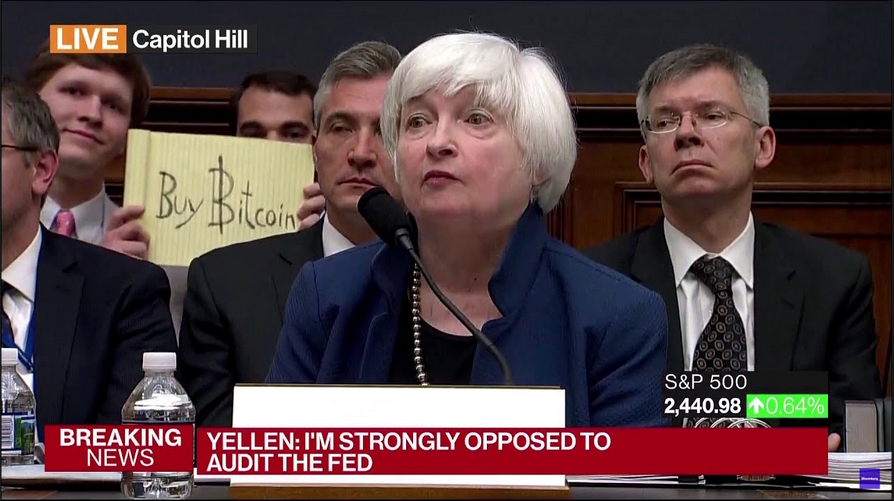 LIVE Capitol Hill
Buy Bitcoin
S&P 500
2,440.98 ↑0.64%
BREAKING
NEWS
YELLEN: I'M STRONGLY OPPOSED TO
AUDIT THE FED
Bloomberg